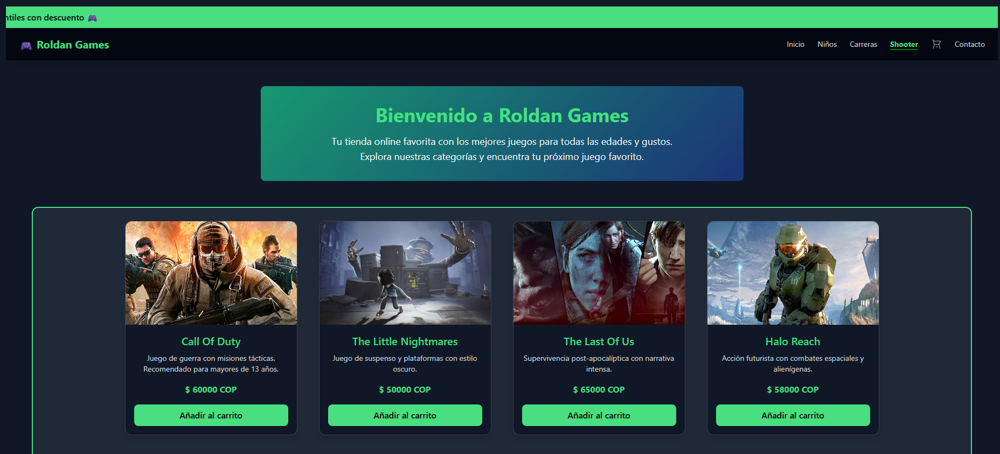 con descuento 🎮
🎮 Roldan Games
Inicio Niños Carreras Shooter Contacto
Bienvenido a Roldan Games
Tu tienda online favorita con los mejores juegos para todas las edades y gustos.
Explora nuestras categorías y encuentra tu próximo juego favorito.
Call Of Duty
Juego de guerra con misiones tácticas.
Recomendado para mayores de 13 años.
$ 60000 COP
Añadir al carrito
The Little Nightmares
Juego de suspenso y plataformas con estilo
oscuro.
$ 50000 COP
Añadir al carrito
The Last Of Us
Supervivencia post-apocalíptica con narrativa
intensa.
$ 65000 COP
Añadir al carrito
Halo Reach
Acción futurista con combates espaciales y
alienígenas.
$ 58000 COP
Añadir al carrito